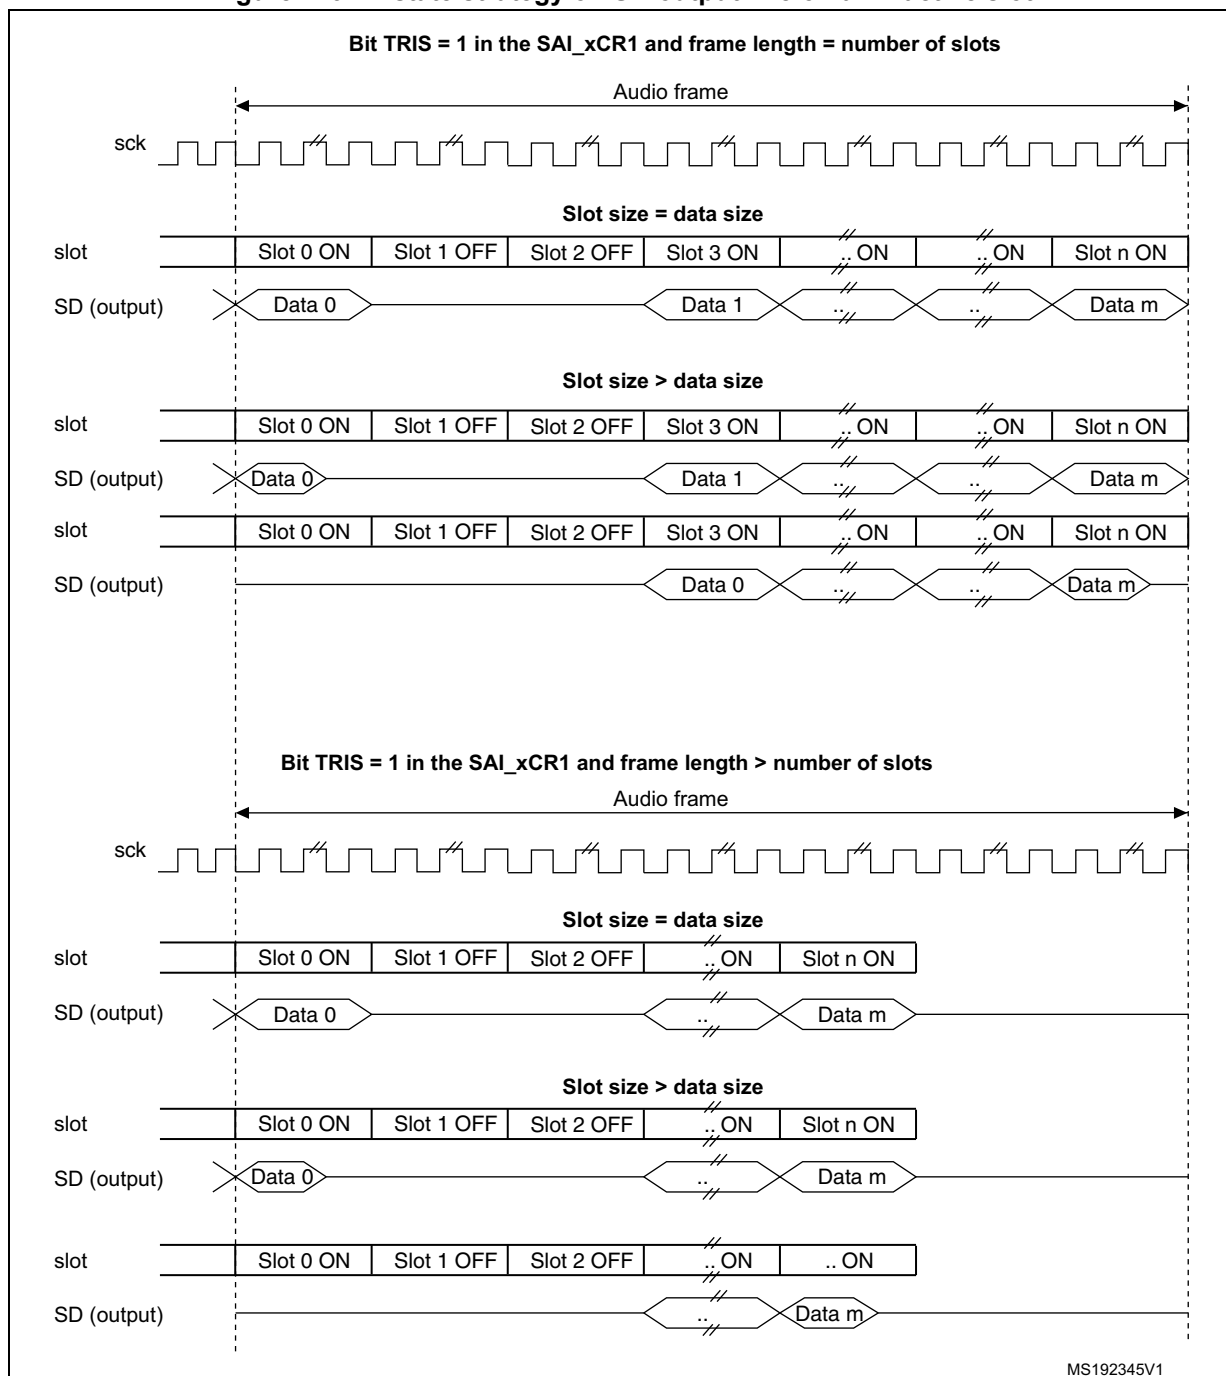 Bit TRIS = 1 in the SAI_xCR1 and frame length = number of slots
Audio frame
sck
Slot size = data size
slot Slot 0 ON Slot 1 OFF Slot 2 OFF Slot 3 ON .. ON .. ON Slot n ON
SD (output) Data 0 Data 1 .. .. Data m
Slot size > data size
slot Slot 0 ON Slot 1 OFF Slot 2 OFF Slot 3 ON .. ON .. ON Slot n ON
SD (output) Data 0 Data 1 .. .. Data m
slot Slot 0 ON Slot 1 OFF Slot 2 OFF Slot 3 ON .. ON .. ON Slot n ON
SD (output) Data 0 .. .. Data m
Bit TRIS = 1 in the SAI_xCR1 and frame length > number of slots
Audio frame
sck
Slot size = data size
slot Slot 0 ON Slot 1 OFF Slot 2 OFF .. ON Slot n ON
SD (output) Data 0 .. Data m
Slot size > data size
slot Slot 0 ON Slot 1 OFF Slot 2 OFF .. ON Slot n ON
SD (output) Data 0 .. Data m
slot Slot 0 ON Slot 1 OFF Slot 2 OFF .. ON .. ON
SD (output) .. Data m
MS192345V1